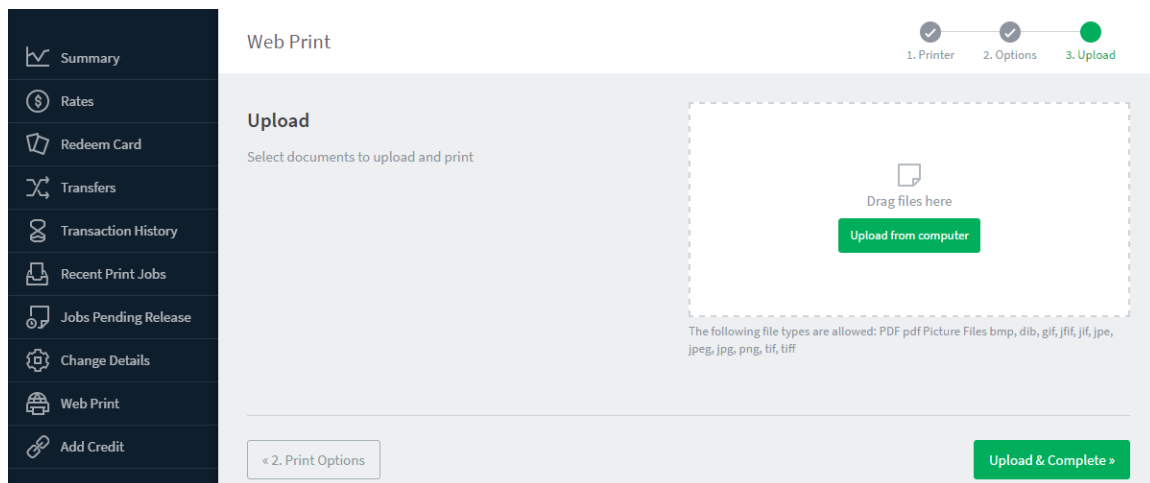 Summary
Rates
Redeem Card
Transfers
Transaction History
Recent Print Jobs
Jobs Pending Release
Change Details
Web Print
Add Credit
Web Print
1. Printer
2. Options
3. Upload
Upload
Select documents to upload and print
Drag files here
Upload from computer
The following file types are allowed: PDF pdf Picture Files bmp, dib, gif, jfif, jif, jpe,
jpeg, jpg, png, tif, tiff
« 2. Print Options
Upload & Complete »